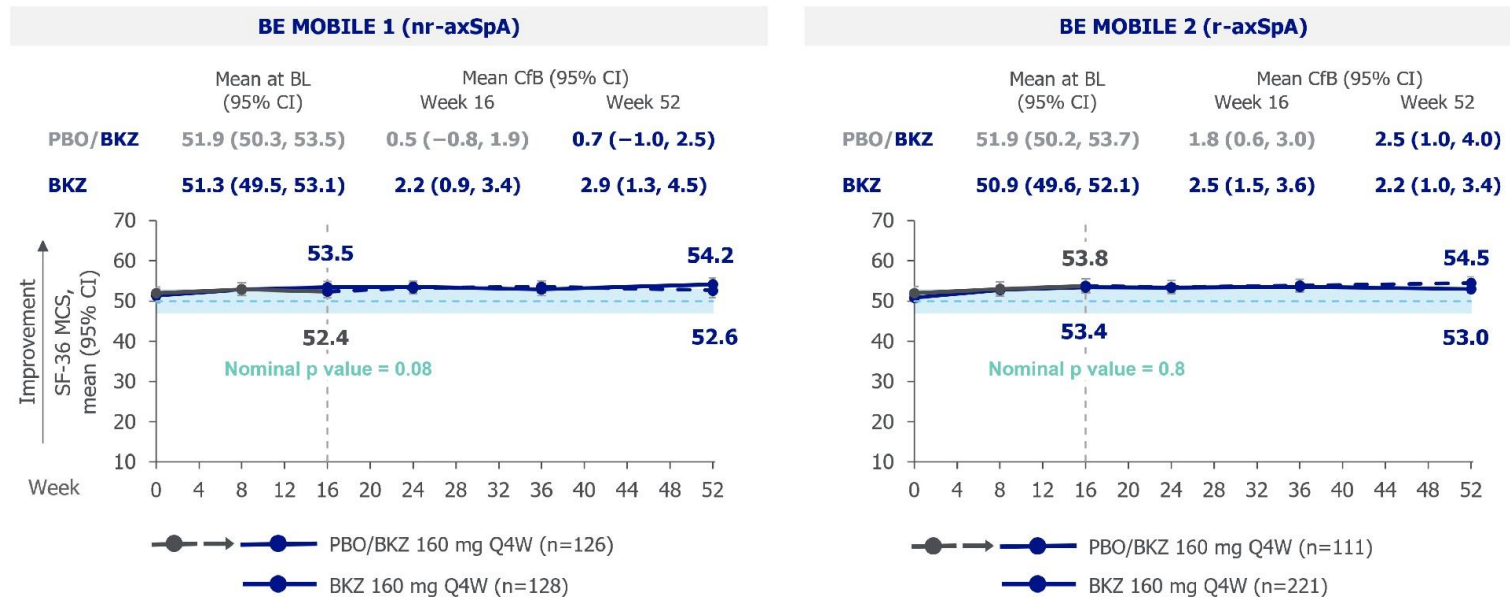 BE MOBILE 1 (nr-axSpA)
Mean at BL
(95% CI)
Mean CfB (95% CI)
Week 16 Week 52
PBO/BKZ 51.9 (50.3, 53.5) 0.5 (−0.8, 1.9) 0.7 (−1.0, 2.5)
BKZ 51.3 (49.5, 53.1) 2.2 (0.9, 3.4) 2.9 (1.3, 4.5)
Improvement
SF-36 MCS,
mean (95% CI)
70
60
50
40
30
20
10
53.5
54.2
52.4
52.6
Nominal p value = 0.08
Week 0 4 8 12 16 20 24 28 32 36 40 44 48 52
PBO/BKZ 160 mg Q4W (n=126)
BKZ 160 mg Q4W (n=128)
BE MOBILE 2 (r-axSpA)
Mean at BL
(95% CI)
Mean CfB (95% CI)
Week 16 Week 52
PBO/BKZ 51.9 (50.2, 53.7) 1.8 (0.6, 3.0) 2.5 (1.0, 4.0)
BKZ 50.9 (49.6, 52.1) 2.5 (1.5, 3.6) 2.2 (1.0, 3.4)
70
60
50
40
30
20
10
53.8
54.5
53.4
53.0
Nominal p value = 0.8
0 4 8 12 16 20 24 28 32 36 40 44 48 52
PBO/BKZ 160 mg Q4W (n=111)
BKZ 160 mg Q4W (n=221)